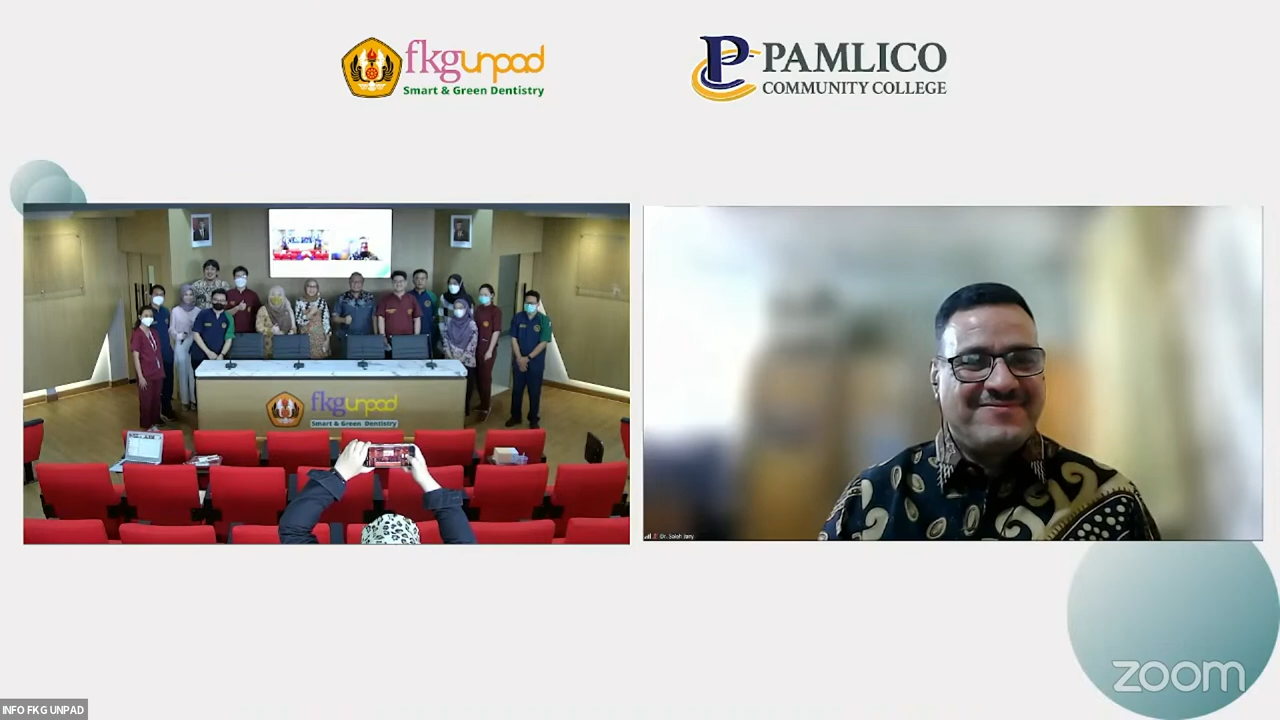 fkgunpad
Smart & Green Dentistry
PAMLICO
COMMUNITY COLLEGE
fkgunpad
Smart & Green Dentistry
zoom
INFO FKG UNPAD